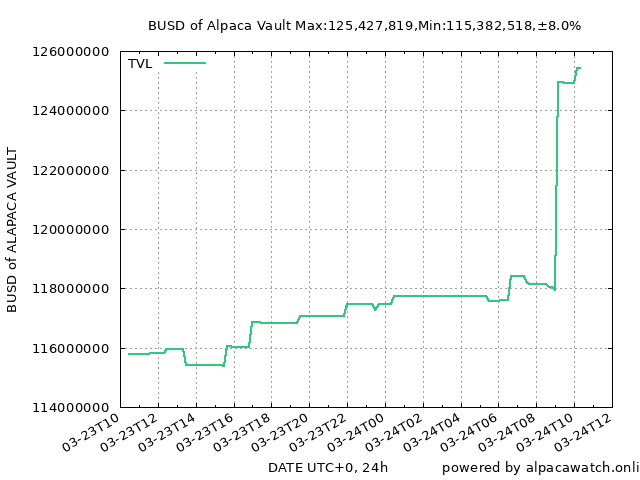 BUSD of Alpaca Vault Max:125,427,819,Min:115,382,518,±8.0%
TVL
126000000
124000000
122000000
120000000
118000000
116000000
114000000
BUSD of ALAPACA VAULT
03-23T10
03-23T12
03-23T14
03-23T16
03-23T18
03-23T20
03-23T22
03-24T00
03-24T02
03-24T04
03-24T06
03-24T08
03-24T10
03-24T12
DATE UTC+0, 24h
powered by alpacawatch.onli